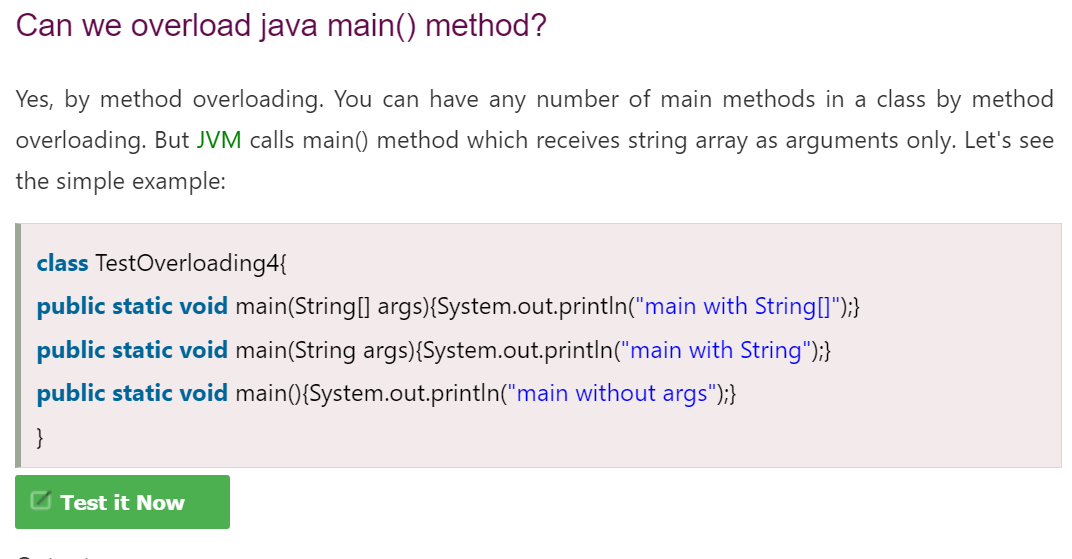 Can we overload java main() method?
Yes, by method overloading. You can have any number of main methods in a class by method
overloading. But JVM calls main() method which receives string array as arguments only. Let's see
the simple example:
class TestOverloading4{
public static void main(String[] args){System.out.println("main with String[]");}
public static void main(String args){System.out.println("main with String");}
public static void main(){System.out.println("main without args");}
}
Test it Now